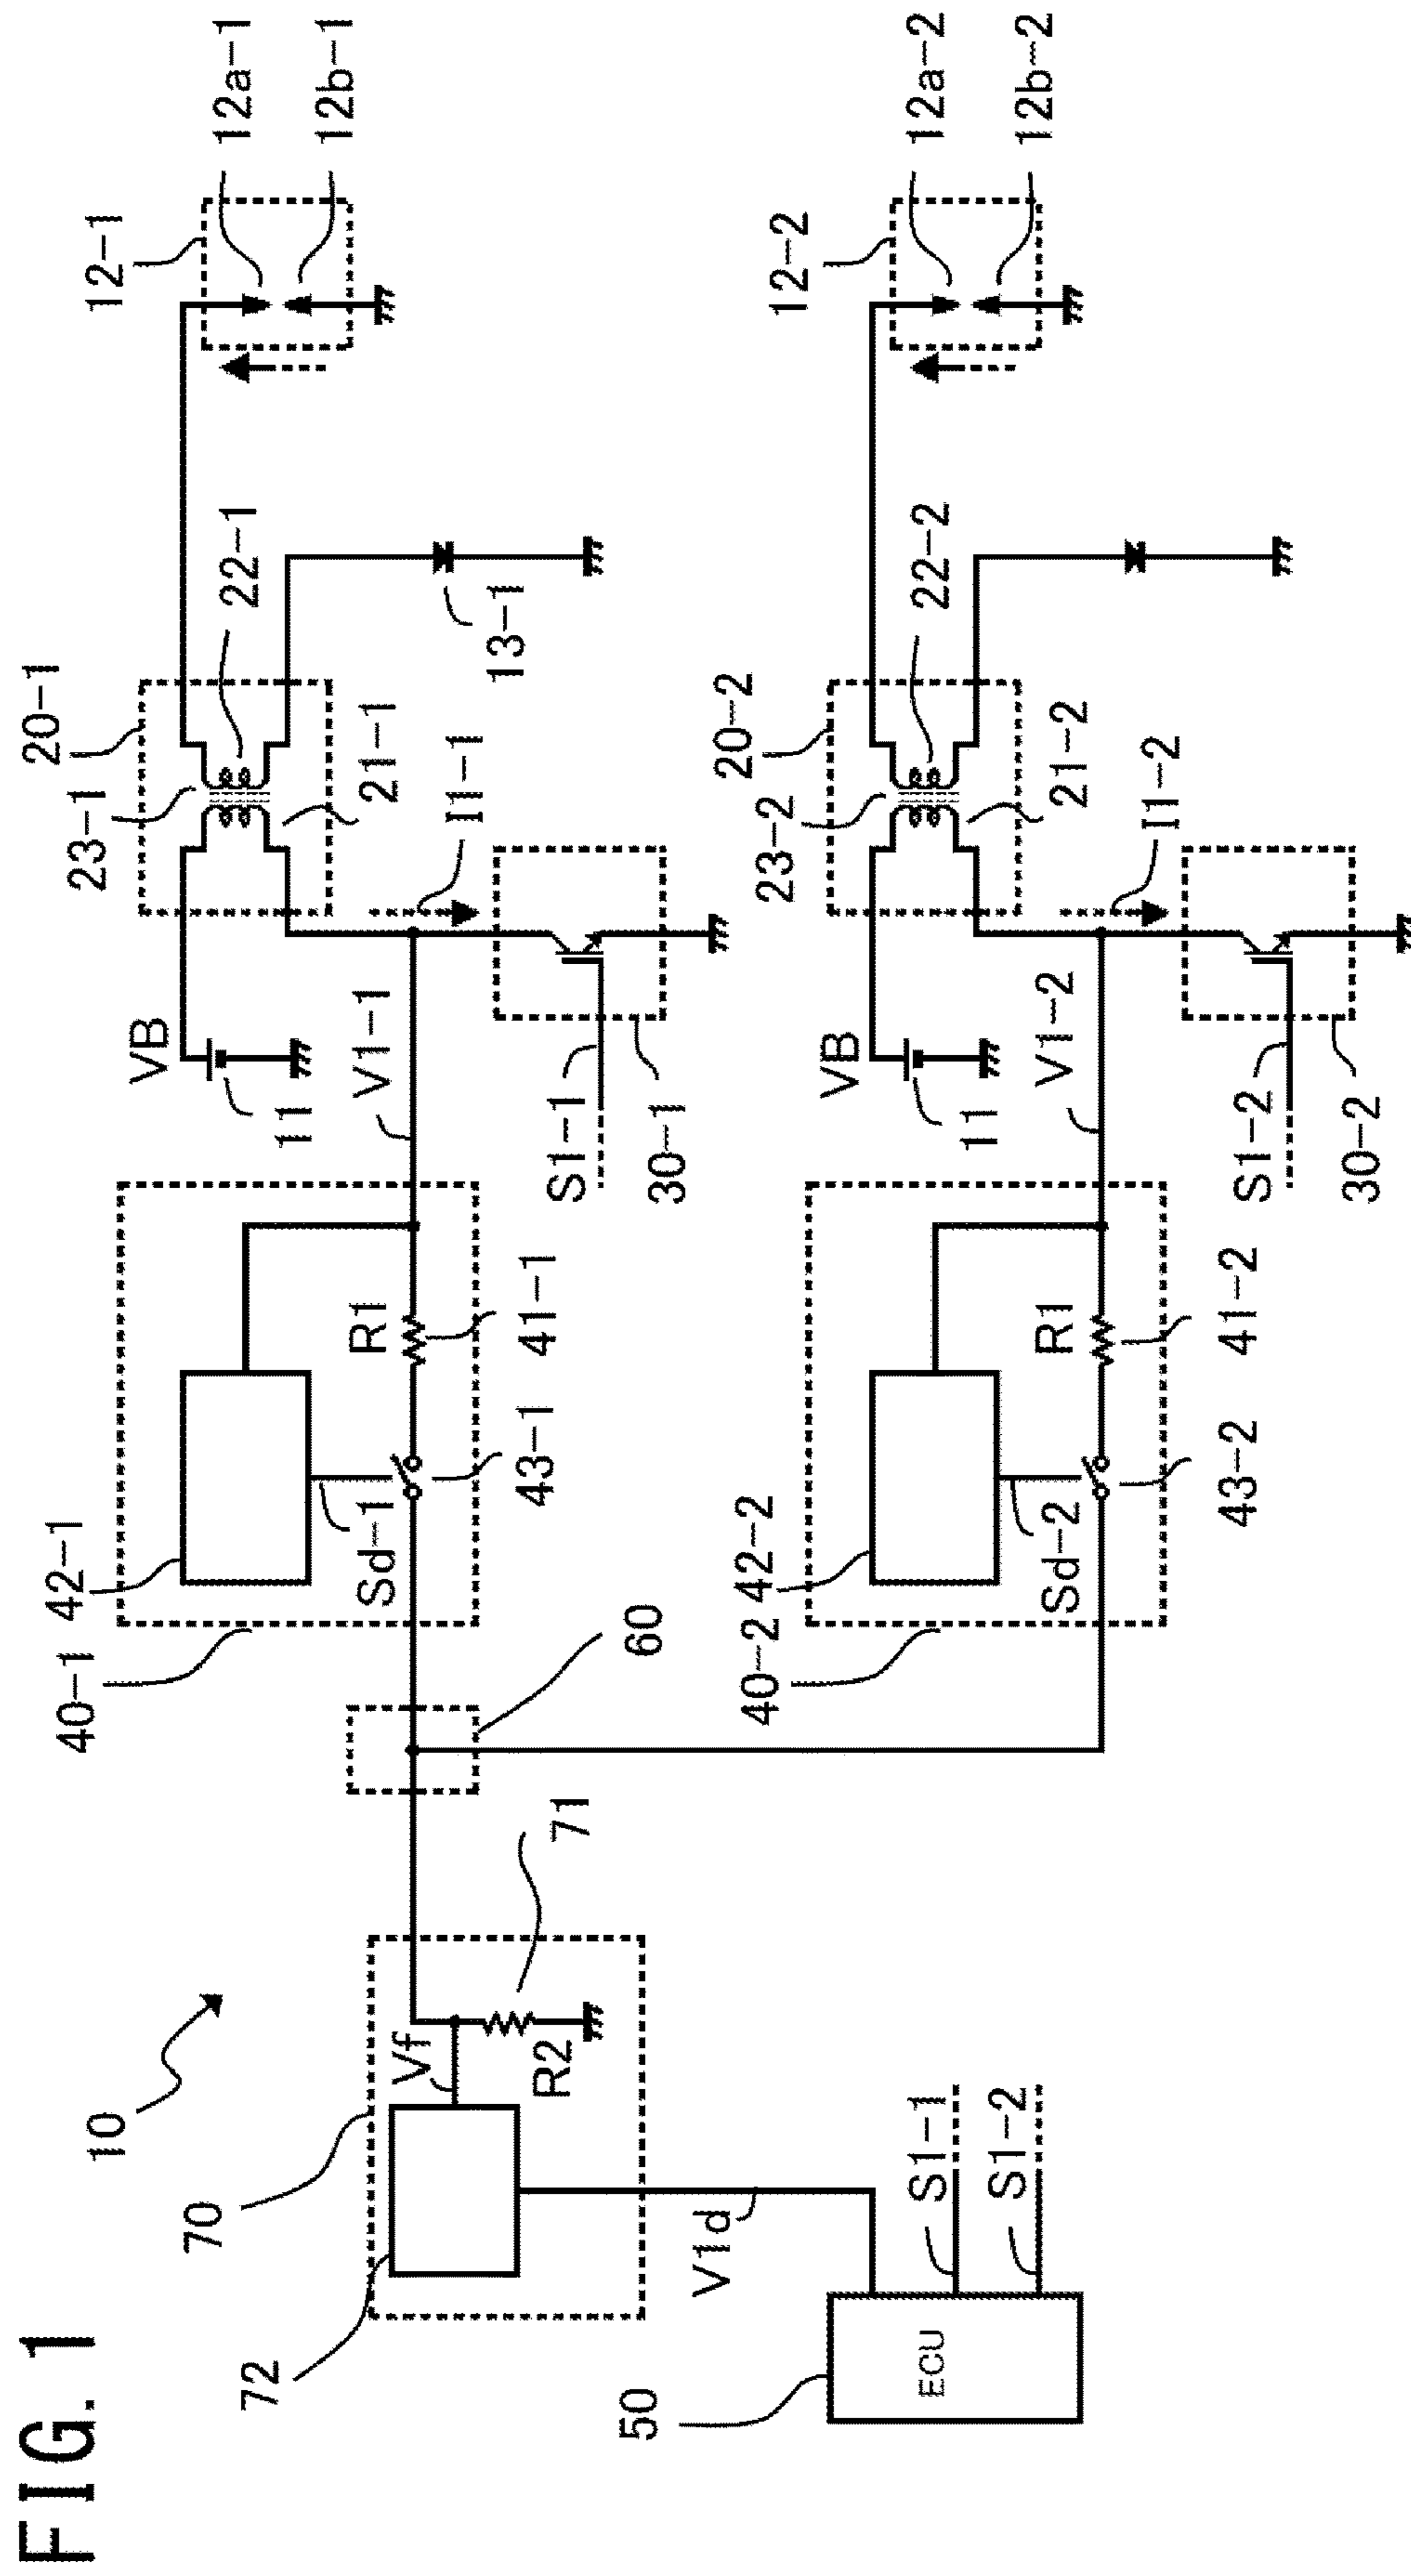 FIG. 1
10
20-1
12-1
12a-1
12b-1
23-1
22-1
VB
11
21-1
13-1
I1-1
V1-1
S1-1
30-1
40-1
42-1
R1
41-1
Sd-1
43-1
60
70
72
Vf
R2
71
V1d
50
ECU
S1-1
S1-2
20-2
12-2
12a-2
12b-2
23-2
22-2
VB
11
21-2
I1-2
V1-2
S1-2
30-2
40-2
42-2
R1
41-2
Sd-2
43-2